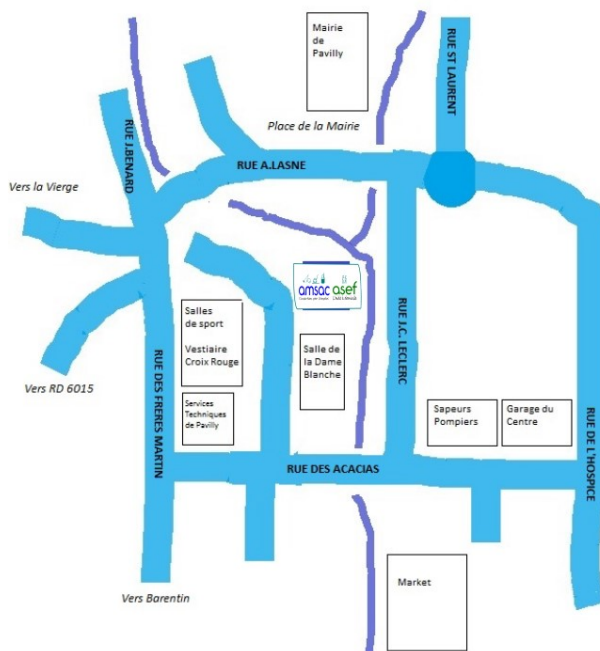 Mairie
de
Pavilly
RUE ST LAURENT
Place de la Mairie
RUE J.BENARD
RUE A.LASNE
Vers la Vierge
amsac asef
Salles
de sport
Vestiaire
Croix Rouge
Salle de
la Dame
Blanche
RUE J.C. LECLERC
Vers RD 6015
RUE DES FRERES MARTIN
Services
Techniques
de Pavilly
Sapeurs
Pompiers
Garage du
Centre
RUE DE L'HOSPICE
RUE DES ACACIAS
Market
Vers Barentin